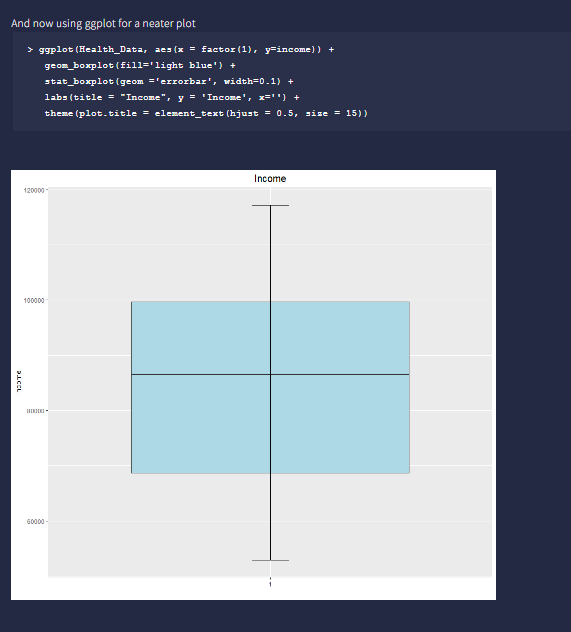 And now using ggplot for a neater plot
> ggplot(Health_Data, aes(x = factor(1), y=income)) +
geom_boxplot(fill='light blue') +
stat_boxplot(geom ='errorbar', width=0.1) +
labs(title = "Income", y = 'Income', x='') +
theme(plot.title = element_text(hjust = 0.5, size = 15))
Income
120000
100000
Income
80000
60000
1